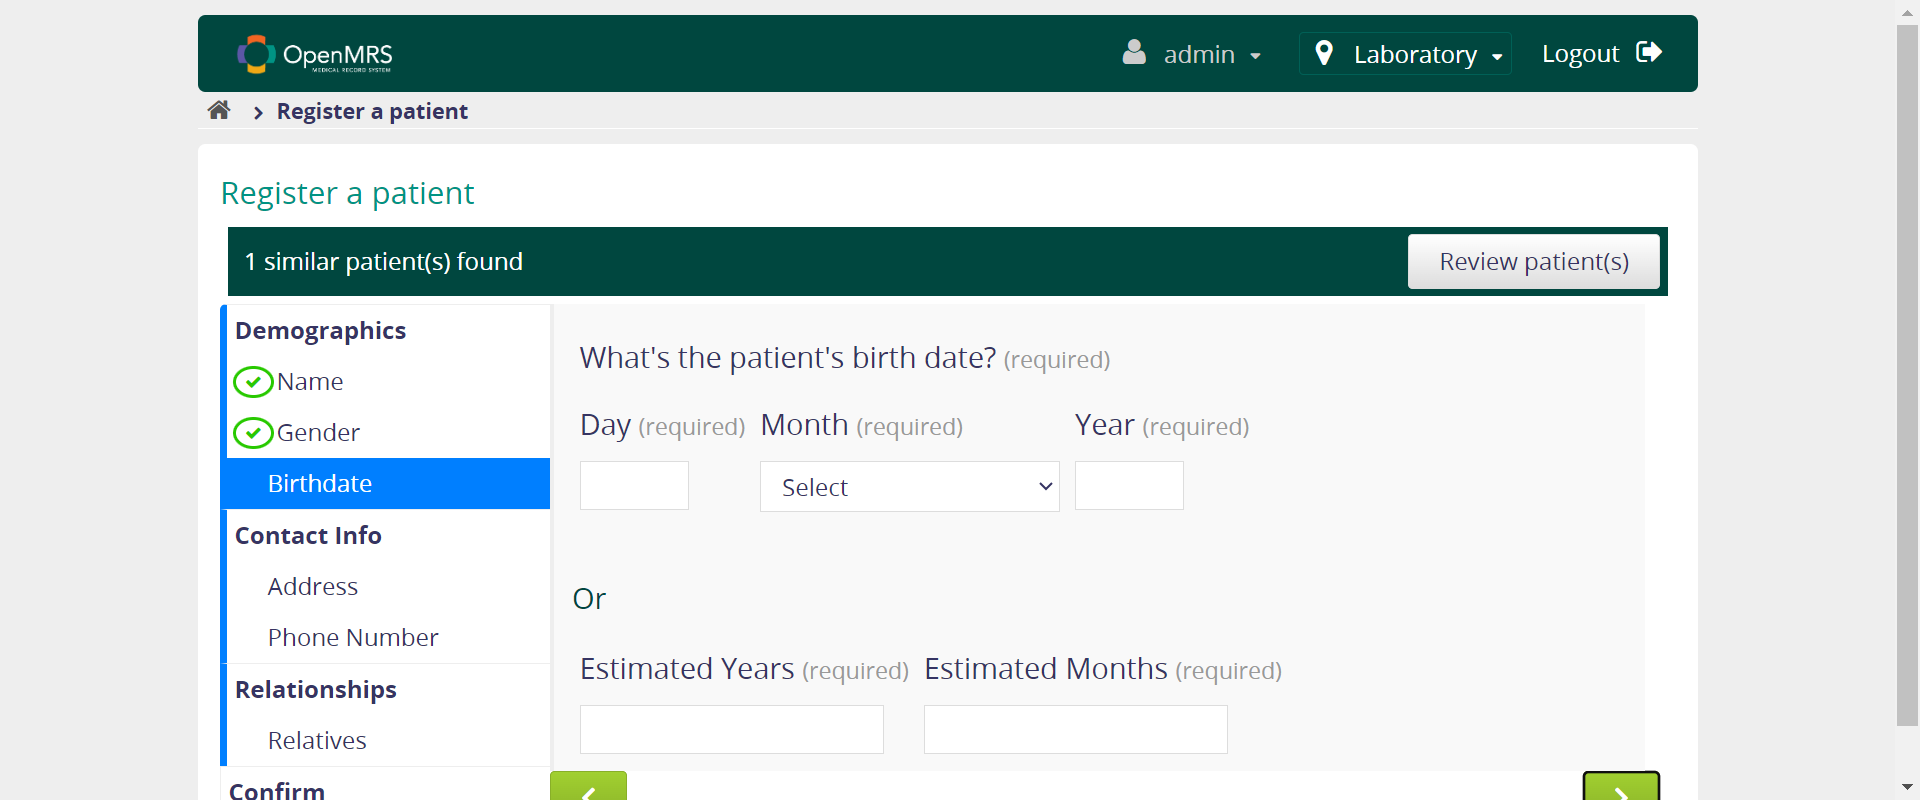 OpenMRS
MEDICAL RECORD SYSTEM
admin
Laboratory
Logout
Register a patient
Register a patient
1 similar patient(s) found
Review patient(s)
Demographics
Name
Gender
Birthdate
Contact Info
Address
Phone Number
Relationships
Relatives
Confirm
What's the patient's birth date? (required)
Day (required) Month (required) Year (required)
Select
Or
Estimated Years (required) Estimated Months (required)